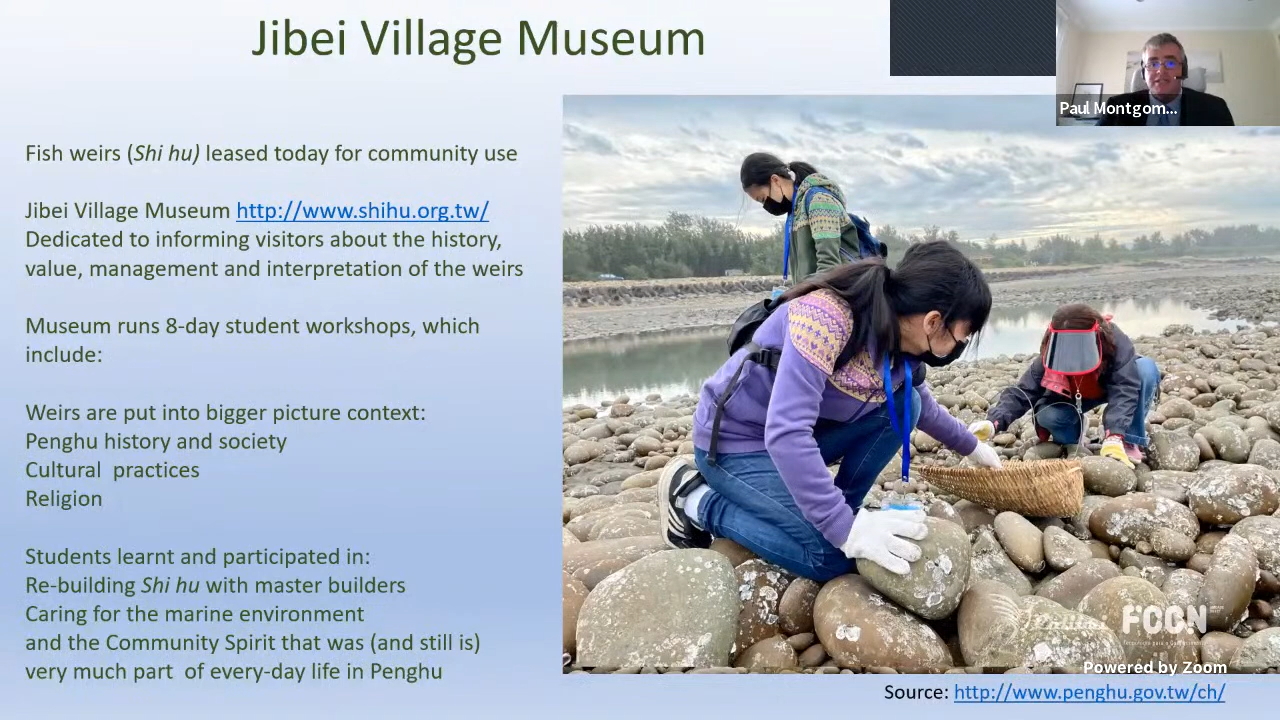 Jibei Village Museum
Paul Montgom...
Fish weirs (Shi hu) leased today for community use
Jibei Village Museum http://www.shihu.org.tw/
Dedicated to informing visitors about the history,
value, management and interpretation of the weirs
Museum runs 8-day student workshops, which
include:
Weirs are put into bigger picture context:
Penghu history and society
Cultural practices
Religion
Students learnt and participated in:
Re-building Shi hu with master builders
Caring for the marine environment
and the Community Spirit that was (and still is)
very much part of every-day life in Penghu
FCCN
Powered by Zoom
Source: http://www.penghu.gov.tw/ch/